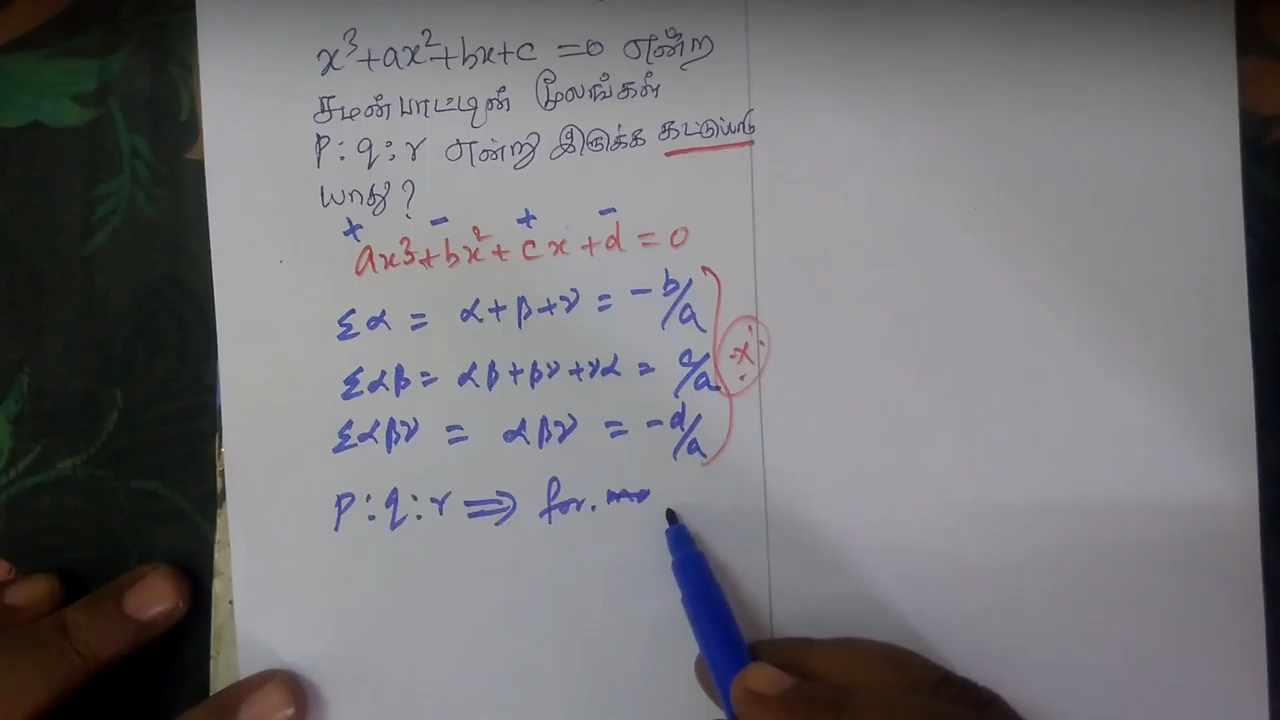 x³+ax²+bx+c =0 என்ற
சமன்பாட்டின் மூலங்கள்
p : q : r என்று இருக்க கட்டுப்பாடு
யாது?
+ - + -
ax³+bx²+cx+d=0
Σα = α+β+γ = -b/a
Σαβ = αβ+βγ+γα = c/a
Σαβγ = αβγ = -d/a
p : q : r ⇒ for.